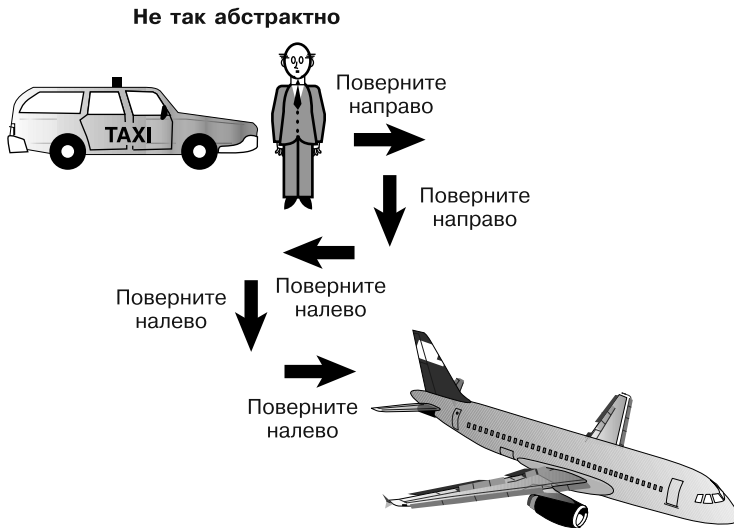 Не так абстрактно
TAXI
Поверните
направо
Поверните
направо
Поверните
налево
Поверните
налево
Поверните
налево